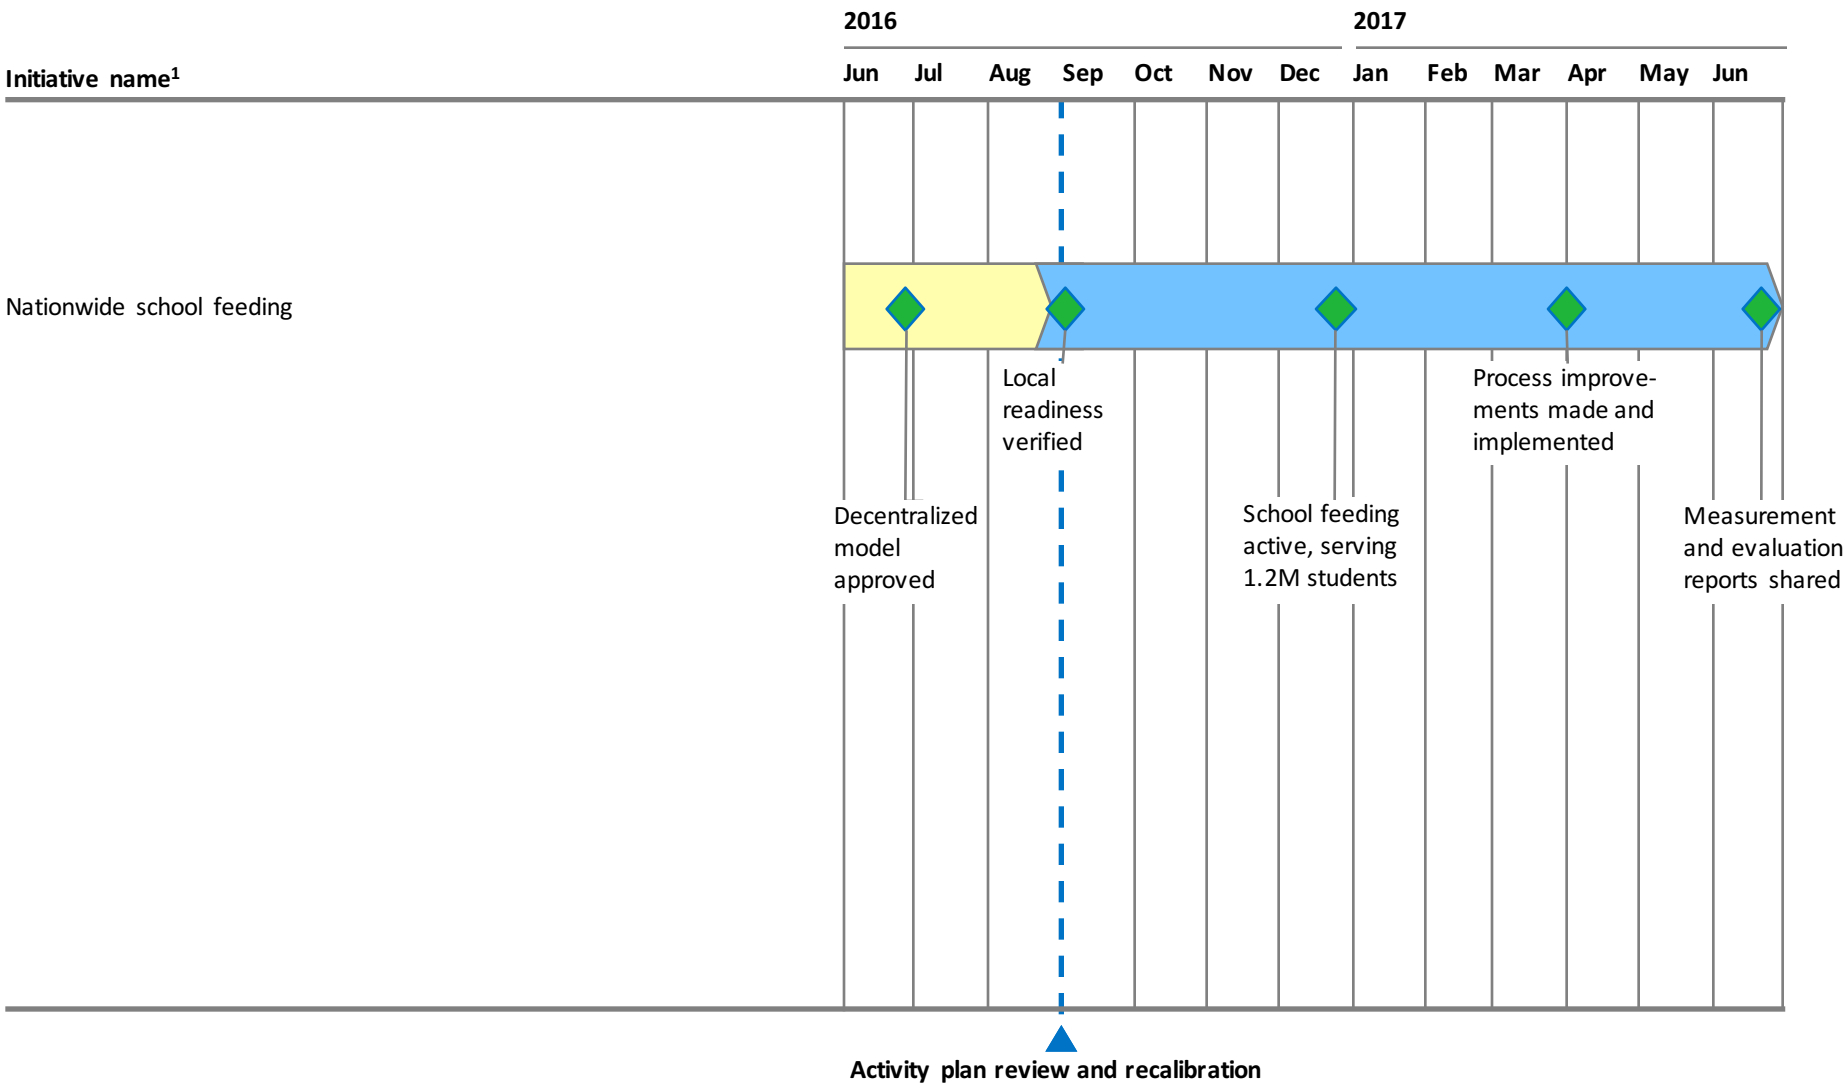 2016 2017
Initiative name1 Jun Jul Aug Sep Oct Nov Dec Jan Feb Mar Apr May Jun
Nationwide school feeding
Local
readiness
verified
Process improve-
ments made and
implemented
Decentralized
model
approved
School feeding
active, serving
1.2M students
Measurement
and evaluation
reports shared
Activity plan review and recalibration